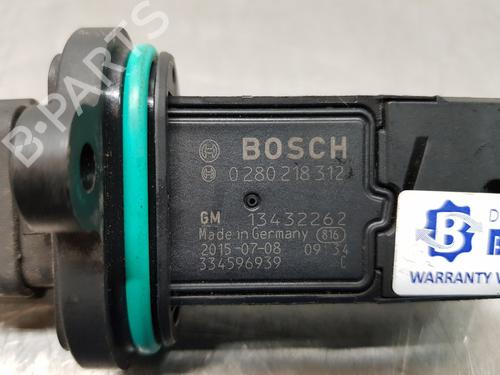 B-PARTS
BOSCH
0 280 218 312
GM 13432262
Made in Germany 816
2015-07-08 09:34
334596939 C
B
WARRANTY